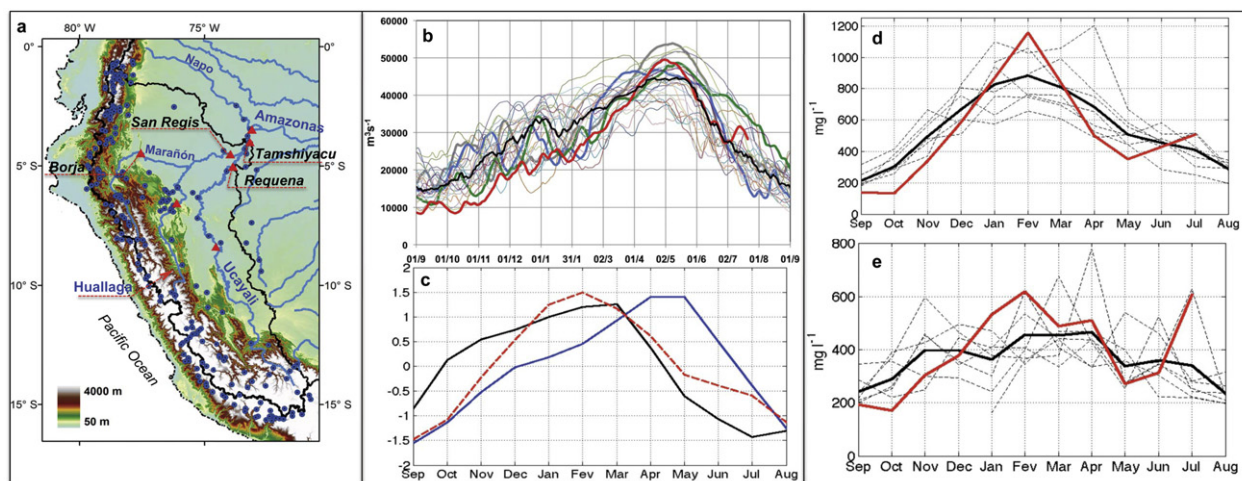 a
80° W
75° W
0°
Napo
Amazonas
San Regis
Marañón
Tamshiyacu
5° S
Borja
5° S
Requena
Ucayali
10° S
Huallaga
10° S
Pacific Ocean
4000 m
50 m
15° S
15° S
b
60000
50000
40000
30000
20000
10000
0
m³s⁻¹
01/9 01/10 01/11 01/12 01/1 31/1 02/3 01/4 02/5 01/6 02/7 01/8 01/9
c
2
1.5
1
0.5
0
-0.5
-1
-1.5
-2
Sep Oct Nov Dec Jan Feb Mar Apr May Jun Jul Aug
d
1200
1000
800
600
400
200
0
mg l⁻¹
Sep Oct Nov Dec Jan Fev Mar Apr May Jun Jul Aug
e
800
600
400
200
0
mg l⁻¹
Sep Oct Nov Dec Jan Fev Mar Apr May Jun Jul Aug